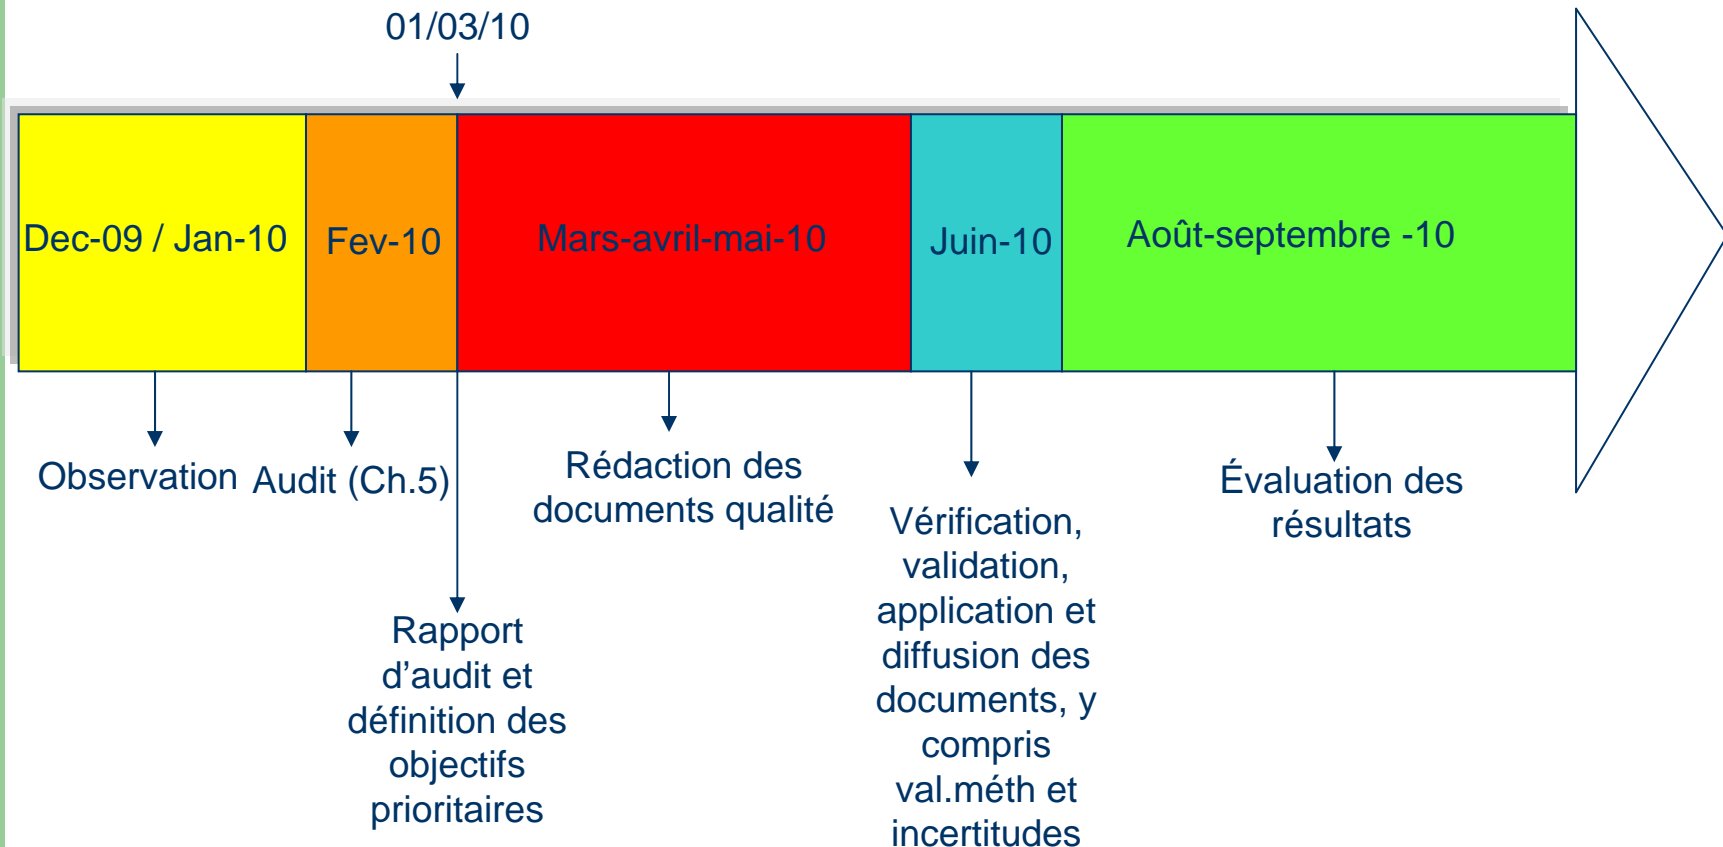 01/03/10
Dec-09 / Jan-10
Fev-10
Mars-avril-mai-10
Juin-10
Août-septembre -10
Observation
Audit (Ch.5)
Rédaction des
documents qualité
Évaluation des
résultats
Rapport
d’audit et
définition des
objectifs
prioritaires
Vérification,
validation,
application et
diffusion des
documents, y
compris
val.méth et
incertitudes